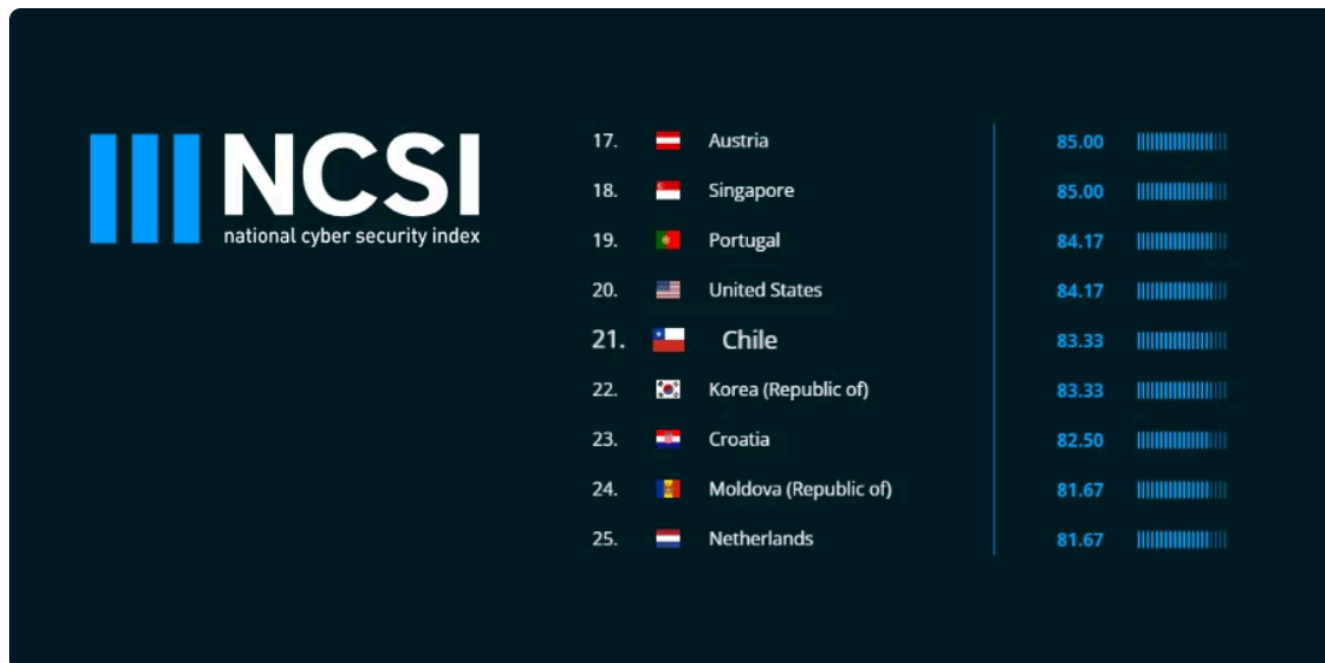 NCSI
national cyber security index
17. Austria 85.00
18. Singapore 85.00
19. Portugal 84.17
20. United States 84.17
21. Chile 83.33
22. Korea (Republic of) 83.33
23. Croatia 82.50
24. Moldova (Republic of) 81.67
25. Netherlands 81.67